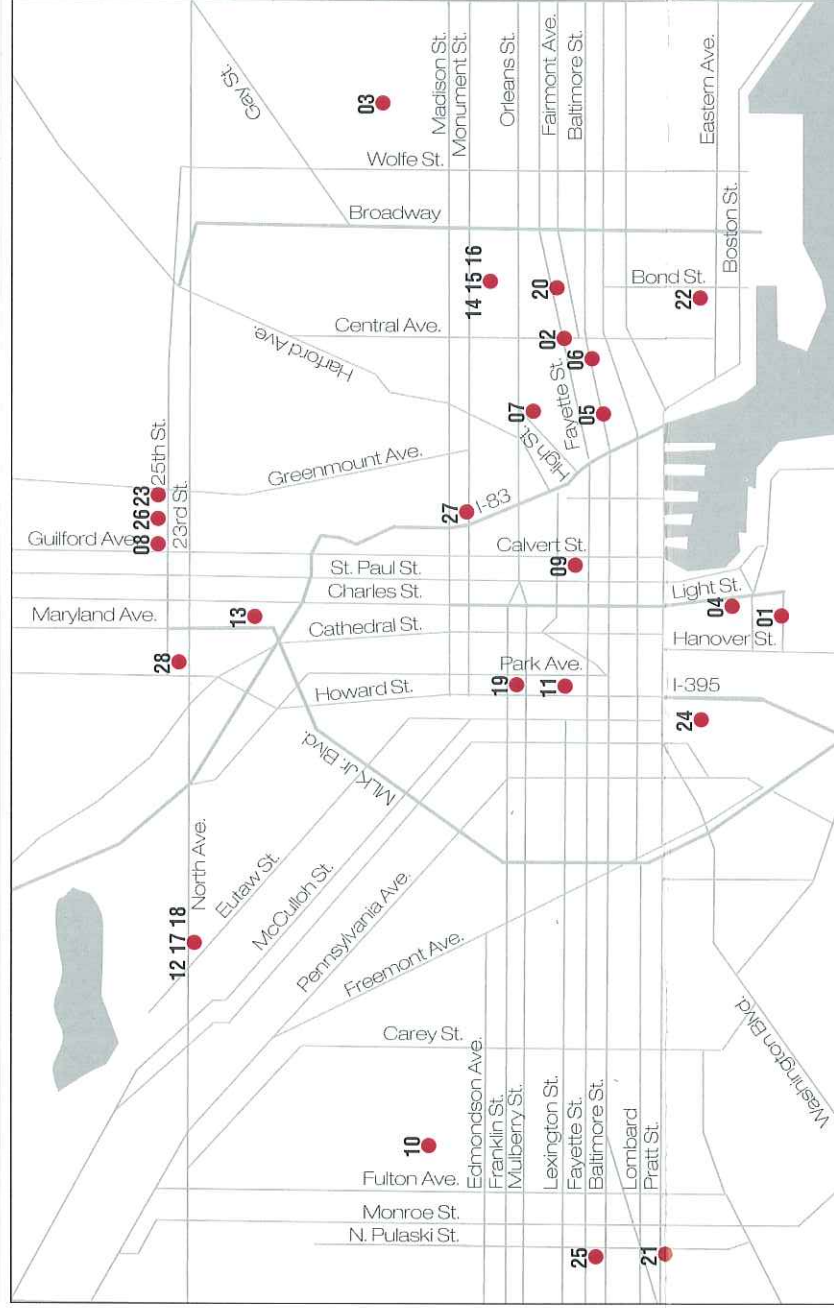 Gay St.
03
Madison St.
Monument St.
Orleans St.
Fairmont Ave.
Baltimore St.
Eastern Ave.
Wolfe St.
Broadway
Boston St.
14 15 16
20
Bond St.
22
Central Ave.
Harford Ave.
02
06
Fayette St.
07
05
High St.
Greenmount Ave.
25th St.
23rd St.
08 26 23
27
I-83
Guilford Ave
Calvert St.
09
St. Paul St.
Charles St.
Light St.
04
01
Maryland Ave.
13
Cathedral St.
Hanover St.
28
Park Ave.
19
11
Howard St.
I-395
24
MLK Jr. Blvd.
North Ave.
Eutaw St.
McCulloh St.
12 17 18
Pennsylvania Ave.
Freemont Ave.
Carey St.
Washington Blvd.
Edmondson Ave.
Franklin St.
Mulberry St.
Lexington St.
Fayette St.
Baltimore St.
Lombard
Pratt St.
10
Fulton Ave.
Monroe St.
N. Pulaski St.
25
21